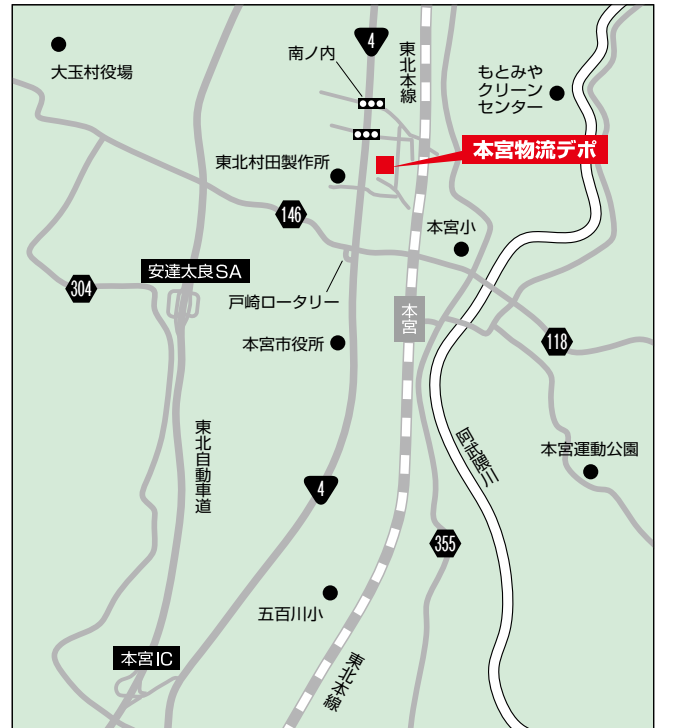 4
大玉村役場
南ノ内
東北本線
もとみや
クリーン
センター
本宮物流デポ
東北村田製作所
146
本宮小
安達太良SA
304
戸崎ロータリー
本宮
本宮市役所
118
東北自動車道
阿武隈川
本宮運動公園
4
355
五百川小
本宮IC
東北本線